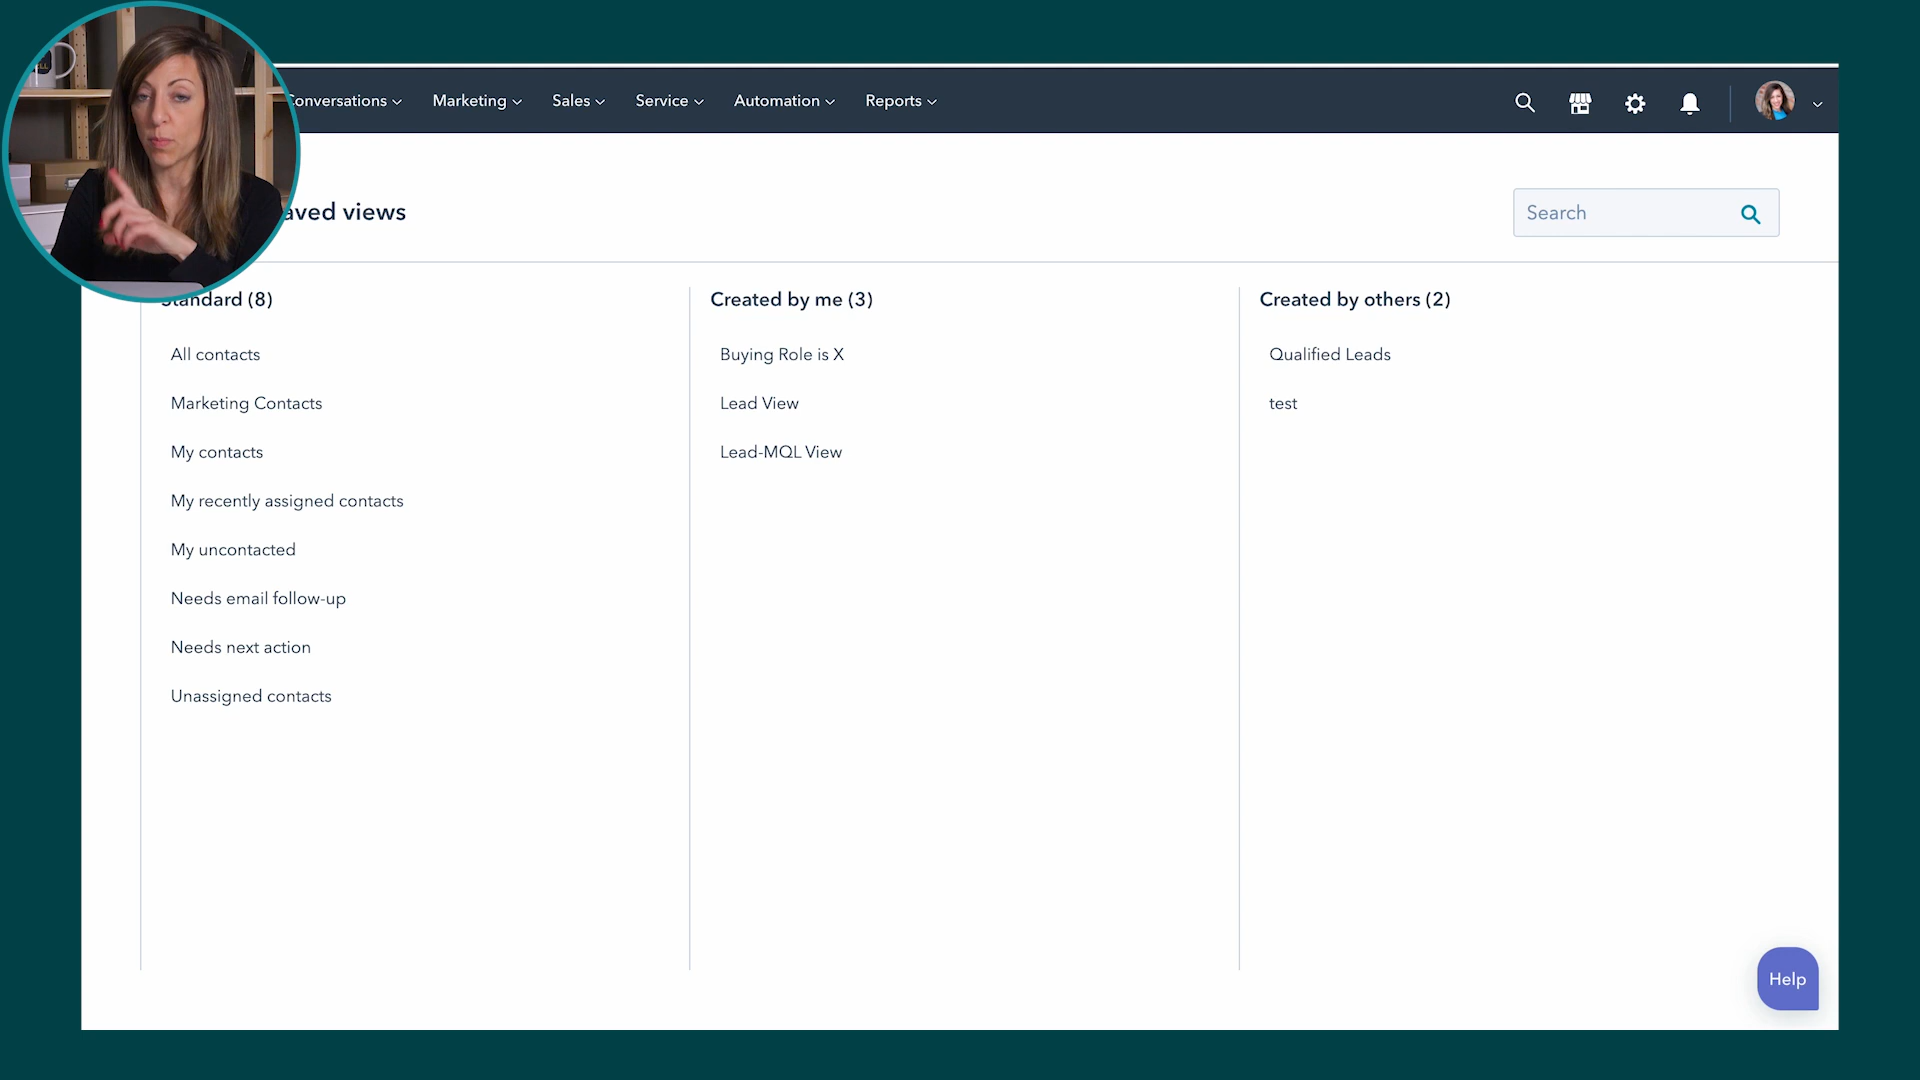 Conversations Marketing Sales Service Automation Reports
aved views
Search
Standard (8)
Created by me (3)
Created by others (2)
All contacts
Marketing Contacts
My contacts
My recently assigned contacts
My uncontacted
Needs email follow-up
Needs next action
Unassigned contacts
Buying Role is X
Lead View
Lead-MQL View
Qualified Leads
test
Help